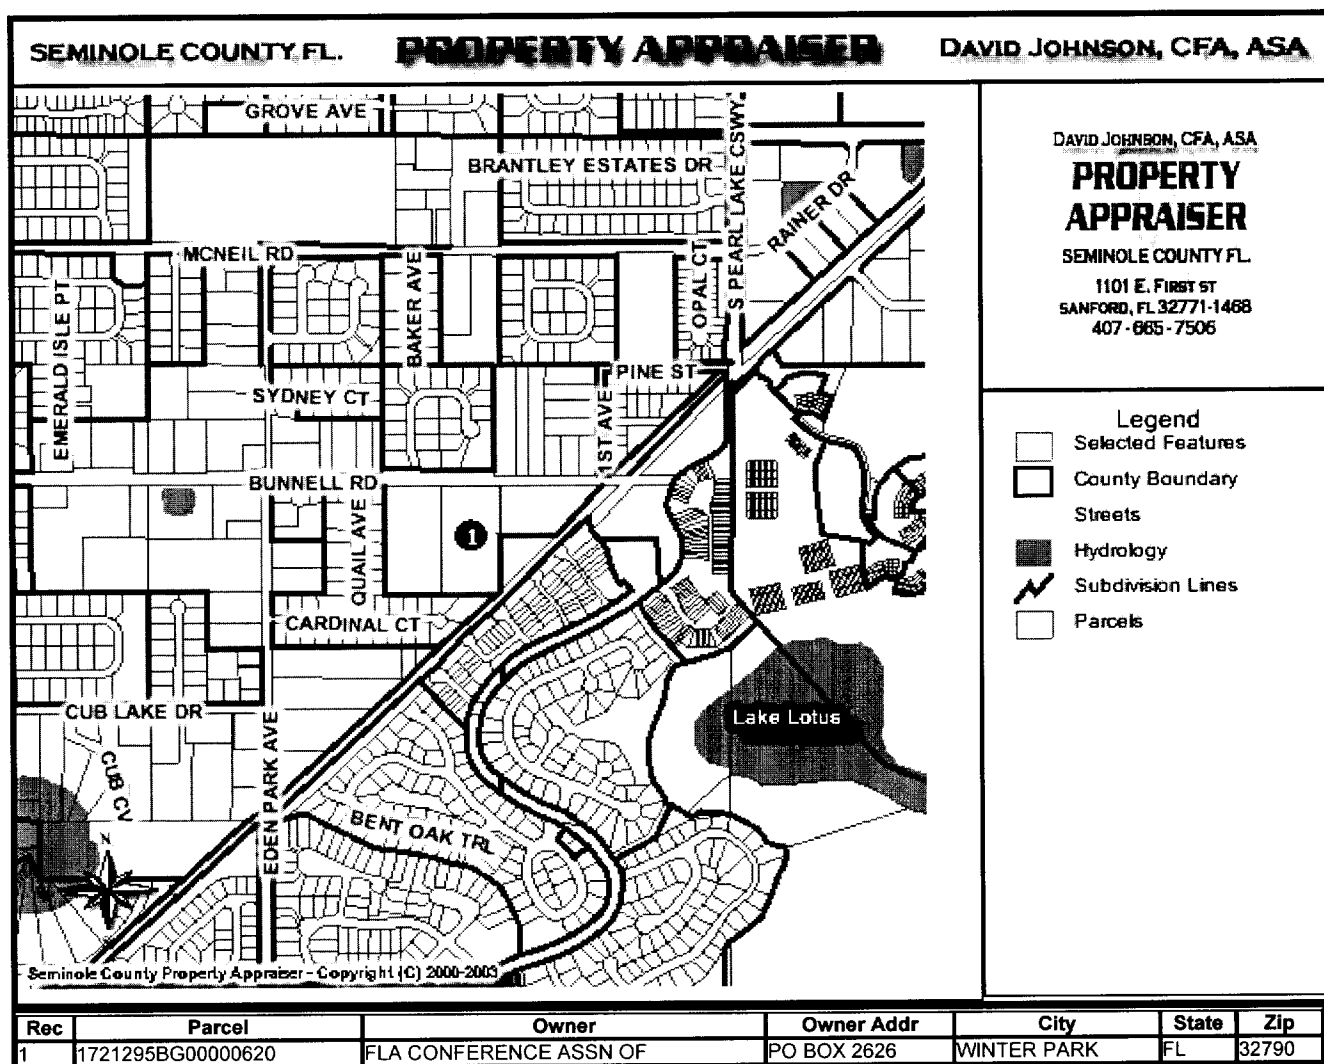 SEMINOLE COUNTY FL.
PROPERTY APPRAISER
DAVID JOHNSON, CFA, ASA
GROVE AVE
BRANTLEY ESTATES DR
S PEARL LAKE CSWY
RAINER DR
MCNEIL RD
BAKER AVE
OPAL CT
EMERALD ISLE PT
PINE ST
SYDNEY CT
1ST AVE
BUNNELL RD
QUAIL AVE
1
CARDINAL CT
CUB LAKE DR
CUB CV
EDEN PARK AVE
Lake Lotus
BENT OAK TRL
N
Seminole County Property Appraiser - Copyright (C) 2000-2003
DAVID JOHNSON, CFA, ASA
PROPERTY
APPRAISER
SEMINOLE COUNTY FL.
1101 E. FIRST ST
SANFORD, FL 32771-1468
407-665-7506
Legend
Selected Features
County Boundary
Streets
Hydrology
Subdivision Lines
Parcels
Rec Parcel Owner Owner Addr City State Zip
1 1721295BG00000620 FLA CONFERENCE ASSN OF PO BOX 2626 WINTER PARK FL 32790